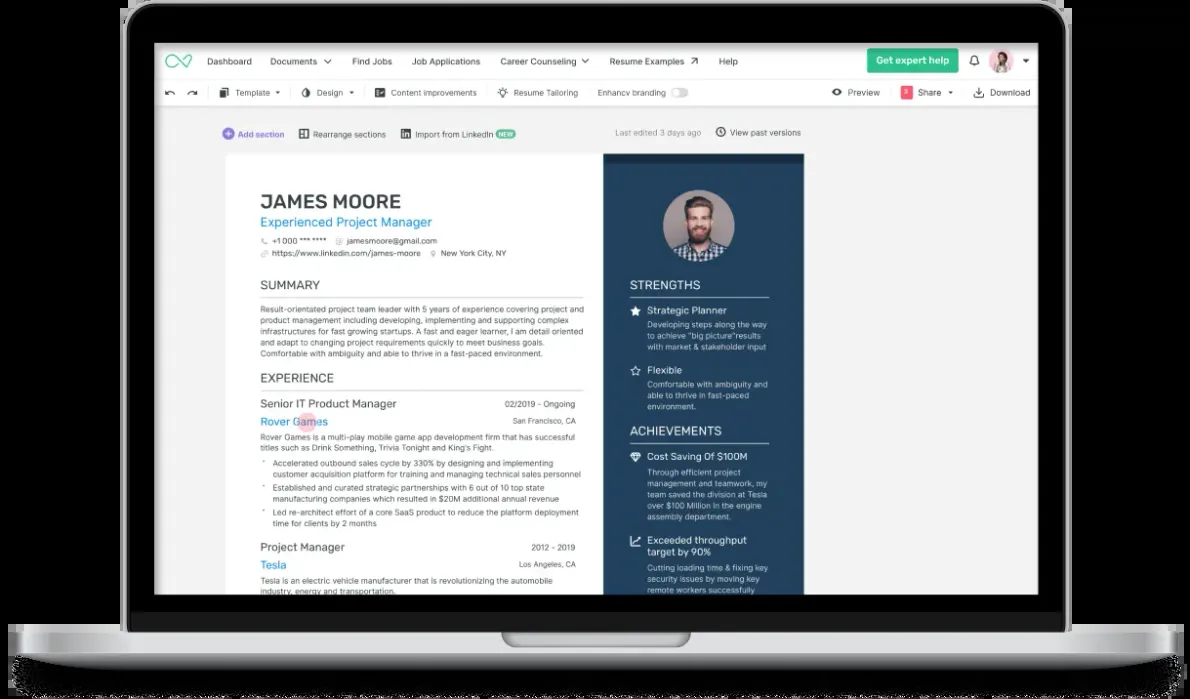 Dashboard Documents Find Jobs Job Applications Career Counseling Resume Examples Help Get expert help
Template Design Content improvements Resume Tailoring Enhancv branding Preview Share Download
Add section Rearrange sections Import from LinkedIn NEW Last edited 3 days ago View past versions
JAMES MOORE
Experienced Project Manager
+1 000 *** **** jamesmoore@gmail.com
https://www.linkedin.com/james-moore New York City, NY
SUMMARY
Result-orientated project team leader with 5 years of experience covering project and
product management including developing, implementing and supporting complex
infrastructures for fast growing startups. A fast and eager learner, I am detail oriented
and adapt to changing project requirements quickly to meet business goals.
Comfortable with ambiguity and able to thrive in a fast-paced environment.
EXPERIENCE
Senior IT Product Manager 02/2019 - Ongoing
Rover Games San Francisco, CA
Rover Games is a multi-play mobile game app development firm that has successful
titles such as Drink Something, Trivia Tonight and King's Fight.
Accelerated outbound sales cycle by 330% by designing and implementing
customer acquisition platform for training and managing technical sales personnel
Established and curated strategic partnerships with 6 out of 10 top state
manufacturing companies which resulted in $20M additional annual revenue
Led re-architect effort of a core SaaS product to reduce the platform deployment
time for clients by 2 months
Project Manager 2012 - 2019
Tesla Los Angeles, CA
Tesla is an electric vehicle manufacturer that is revolutionizing the automobile
industry, energy and transportation.
STRENGTHS
Strategic Planner
Developing steps along the way
to achieve "big picture"results
with market & stakeholder input
Flexible
Comfortable with ambiguity and
able to thrive in fast-paced
environment.
ACHIEVEMENTS
Cost Saving Of $100M
Through efficient project
management and teamwork, my
team saved the division at Tesla
over $100 Million in the engine
assembly department.
Exceeded throughput
target by 90%
Cutting loading time & fixing key
security issues by moving key
remote workers successfully